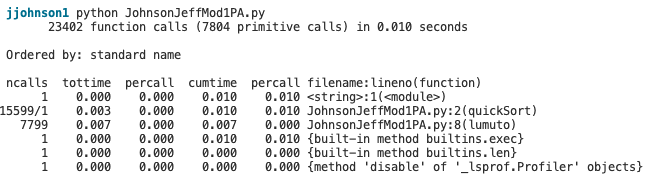 jjohnson1 python JohnsonJeffMod1PA.py
23402 function calls (7804 primitive calls) in 0.010 seconds
Ordered by: standard name
ncalls tottime percall cumtime percall filename:lineno(function)
1 0.000 0.000 0.010 0.010 <string>:1(<module>)
15599/1 0.003 0.000 0.010 0.010 JohnsonJeffMod1PA.py:2(quickSort)
7799 0.007 0.000 0.007 0.000 JohnsonJeffMod1PA.py:8(lumuto)
1 0.000 0.000 0.010 0.010 {built-in method builtins.exec}
1 0.000 0.000 0.000 0.000 {built-in method builtins.len}
1 0.000 0.000 0.000 0.000 {method 'disable' of '_lsprof.Profiler' objects}